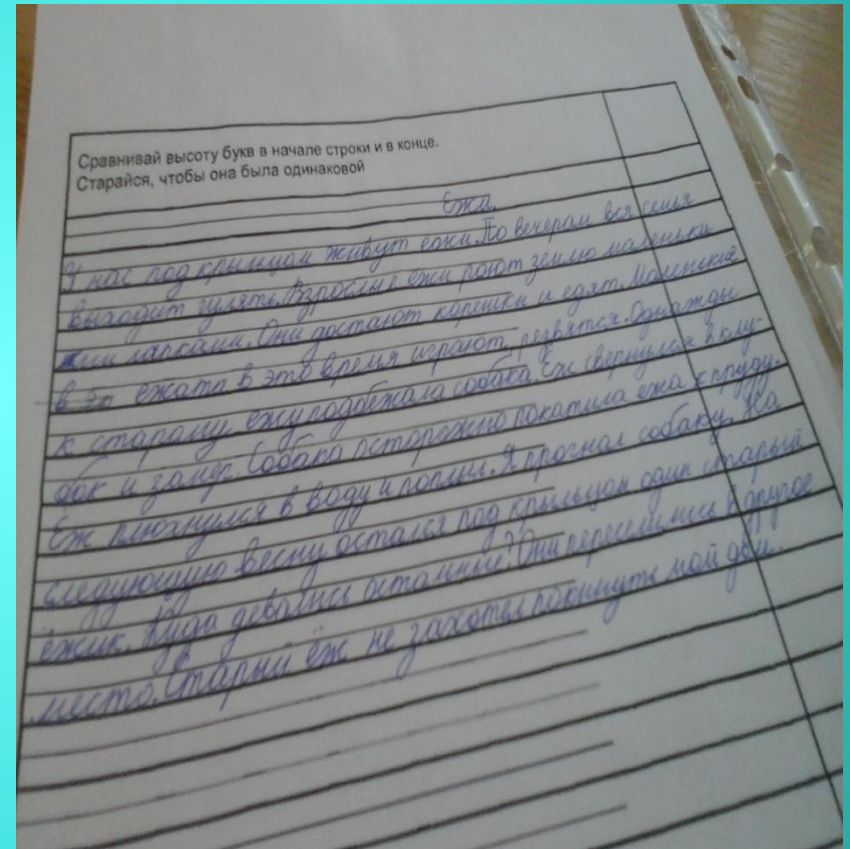 Сравнивай высоту букв в начале строки и в конце.
Старайся, чтобы она была одинаковой
Ежи.
У нас под крыльцом живут ежи. По вечерам вся семья
выходит гулять. Взрослые ежи роют землю маленьки
ми лапками. Они достают корешки и едят. Маленькие
в эт ежата в это время играют, резвятся. Однажды
к старому ежу подбежала собака. Ёж свернулся в клу-
бок и замер. Собака осторожно покатила ежа к пруду.
Ёж плюхнулся в воду и поплыл. Я прогнал собаку. На
следующую весну остался под крыльцом один старый
ёжик. Куда девались остальные? Они переселились в другое
место. Старый ёж не захотел покинуть мой дом.